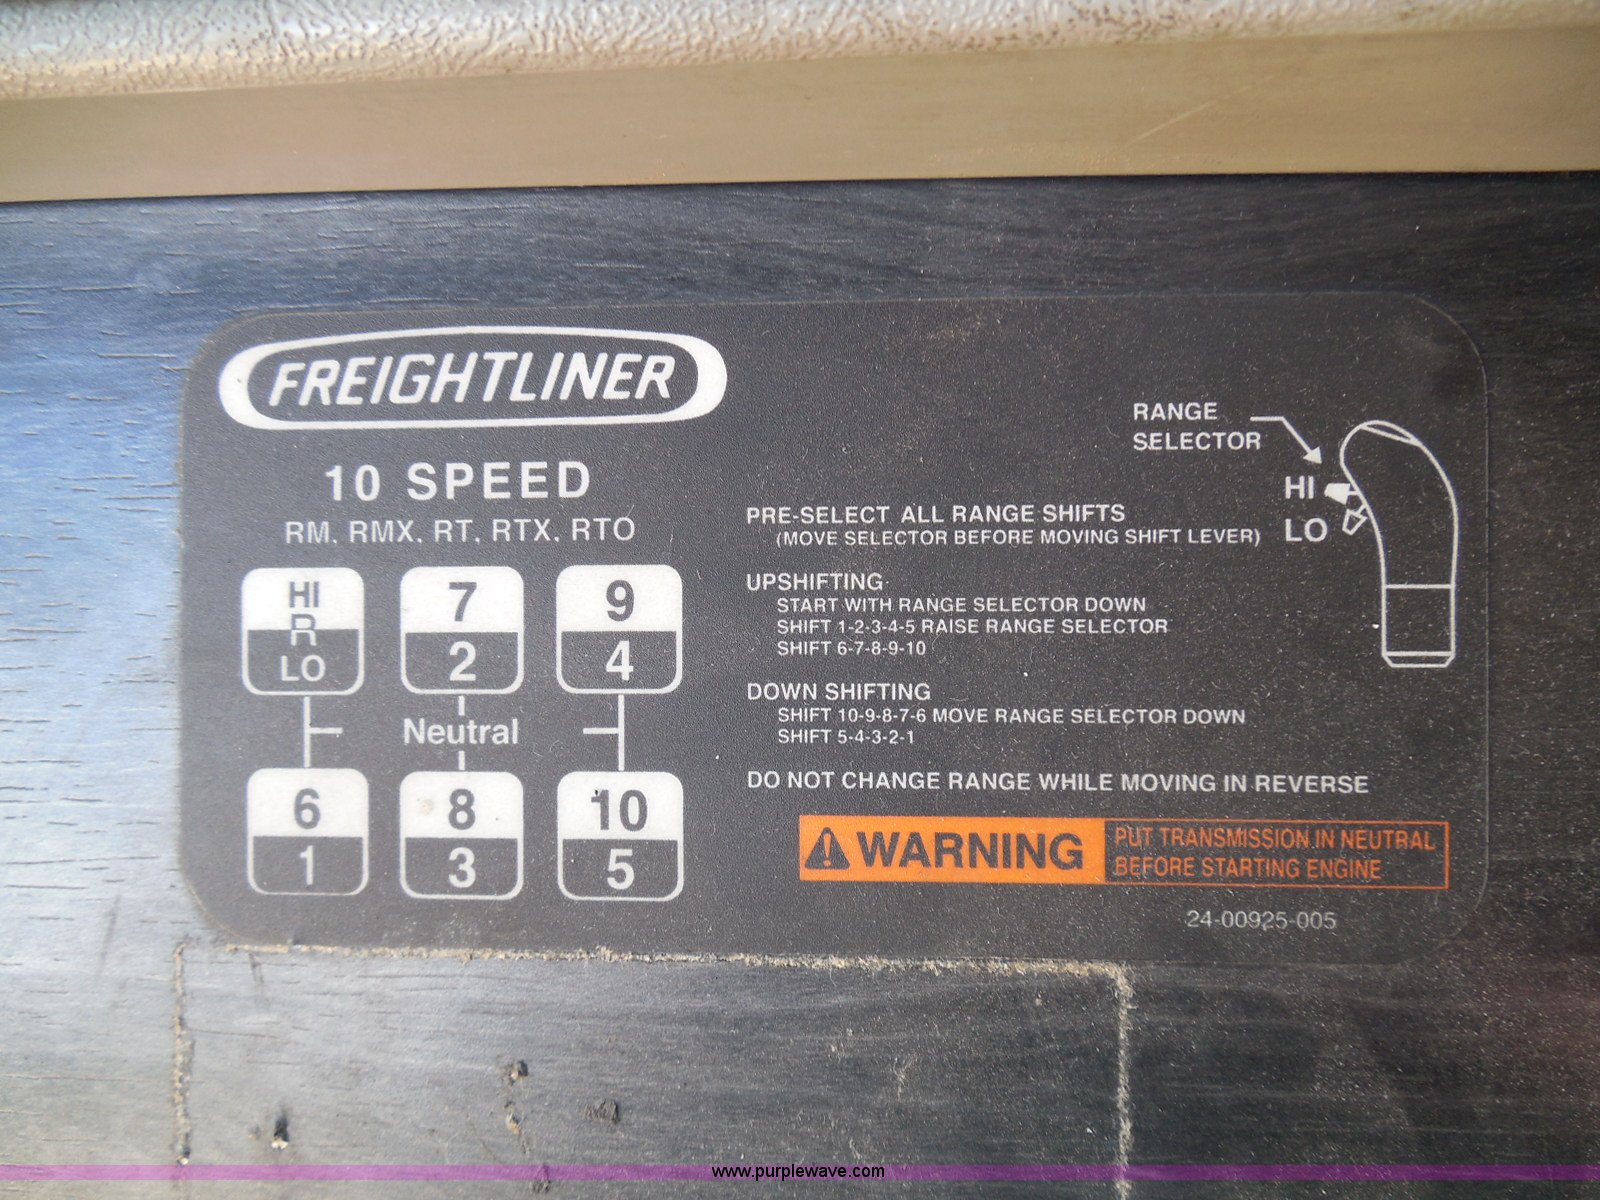 FREIGHTLINER
10 SPEED
RM, RMX, RT, RTX, RTO
HI
R
LO
7
2
9
4
Neutral
6
1
8
3
10
5
RANGE
SELECTOR
HI
LO
PRE-SELECT ALL RANGE SHIFTS
(MOVE SELECTOR BEFORE MOVING SHIFT LEVER)
UPSHIFTING
START WITH RANGE SELECTOR DOWN
SHIFT 1-2-3-4-5 RAISE RANGE SELECTOR
SHIFT 6-7-8-9-10
DOWN SHIFTING
SHIFT 10-9-8-7-6 MOVE RANGE SELECTOR DOWN
SHIFT 5-4-3-2-1
DO NOT CHANGE RANGE WHILE MOVING IN REVERSE
WARNING
PUT TRANSMISSION IN NEUTRAL
BEFORE STARTING ENGINE
24-00925-005
www.purplewave.com